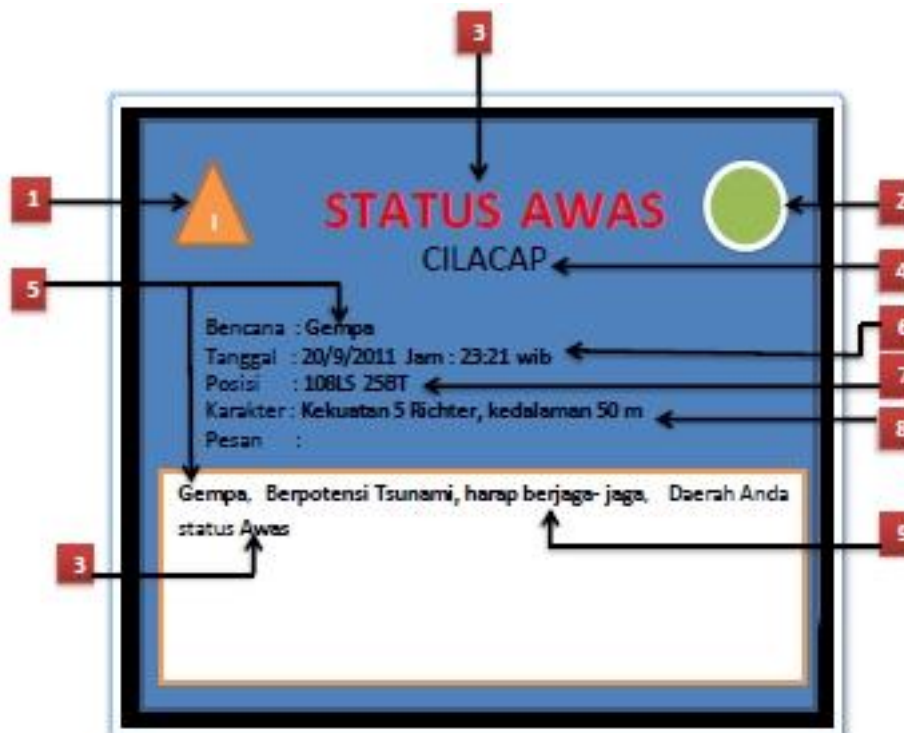 3
1
I
STATUS AWAS
2
CILACAP
4
5
Bencana : Gempa
6
Tanggal : 20/9/2011 Jam : 23:21 wib
Posisi : 108LS 25BT
7
Karakter : Kekuatan 5 Richter, kedalaman 50 m
8
Pesan :
Gempa, Berpotensi Tsunami, harap berjaga- jaga, Daerah Anda
status Awas
9
3